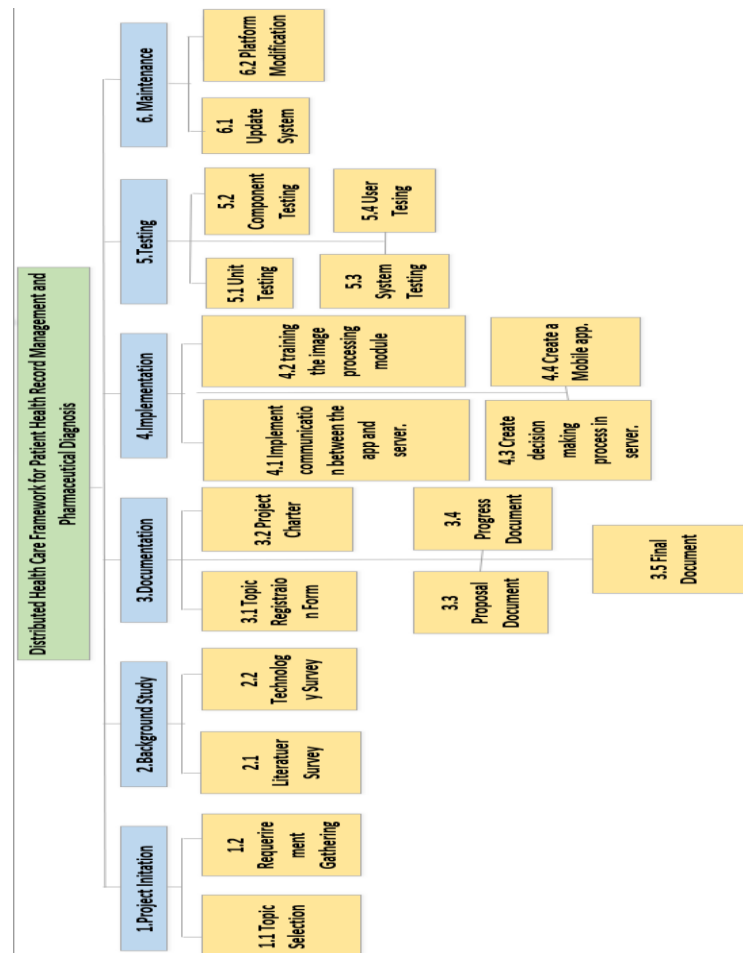 Distributed Health Care Framework for Patient Health Record Management and
Pharmaceutical Diagnosis
1.Project Initation
1.1 Topic
Selection
1.2
Requerire
ment
Gathering
2.Background Study
2.1
Literatuer
Survey
2.2
Technolog
y Survey
3.Documentation
3.1 Topic
Registraio
n Form
3.2 Project
Charter
3.3
Proposal
Document
3.4
Progress
Document
3.5 Final
Document
4.Implementation
4.1 Implement
communicatio
n between the
app and
server.
4.2 training
the image
processing
module
4.3 Create
decision
making
process in
server.
4.4 Create a
Mobile app.
5.Testing
5.1 Unit
Testing
5.2
Component
Testing
5.3
System
Testing
5.4 User
Tesing
6. Maintenance
6.1
Update
System
6.2 Platform
Modification